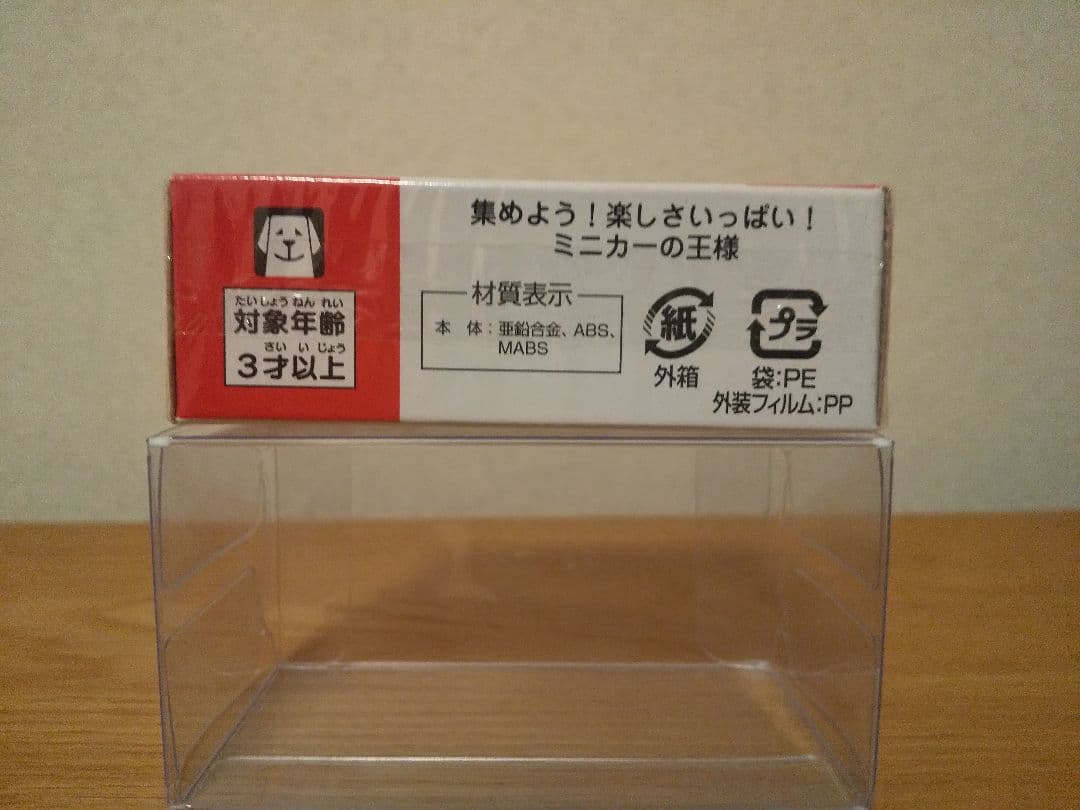 集めよう！楽しさいっぱい！
ミニカーの王様
たいしょうねんれい
対象年齢
さいいじょう
3才以上
材質表示
本　体：亜鉛合金、ABS、
MABS
紙
外箱
プラ
袋：PE
外装フィルム：PP